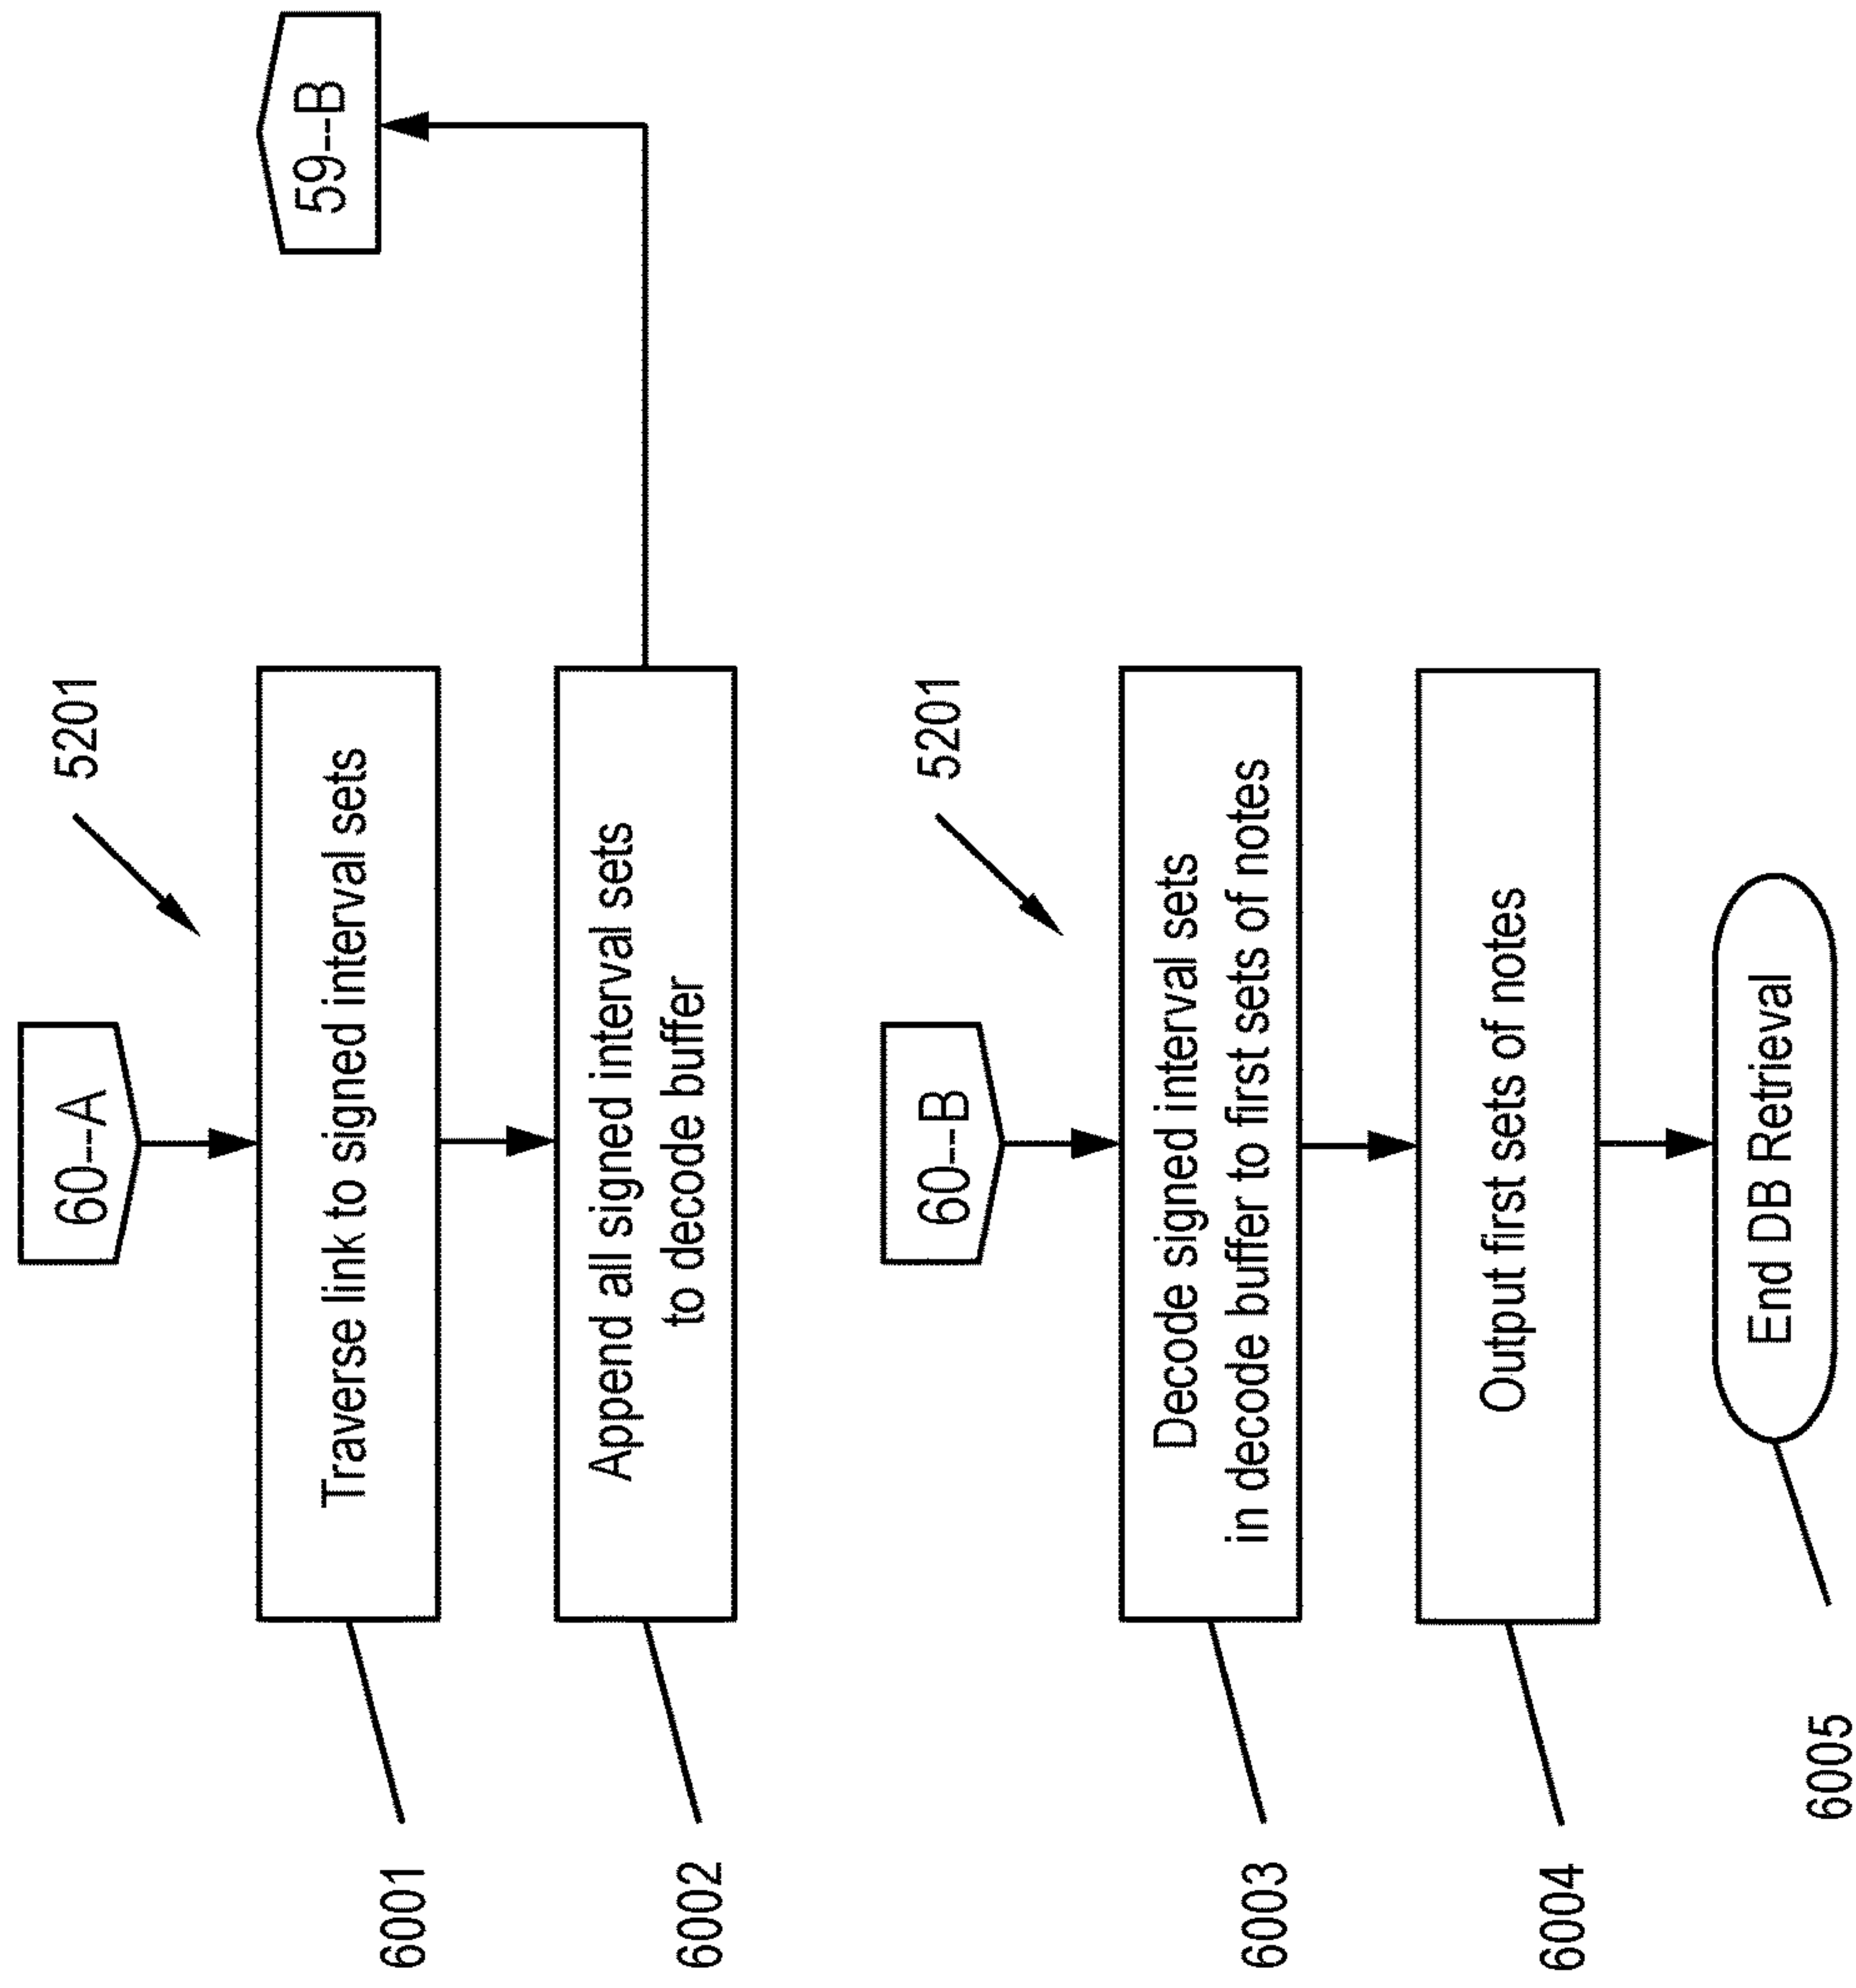 60--A
5201
59--B
6001
Traverse link to signed interval sets
6002
Append all signed interval sets
to decode buffer
60--B
5201
6003
Decode signed interval sets
in decode buffer to first sets of notes
6004
Output first sets of notes
6005
End DB Retrieval